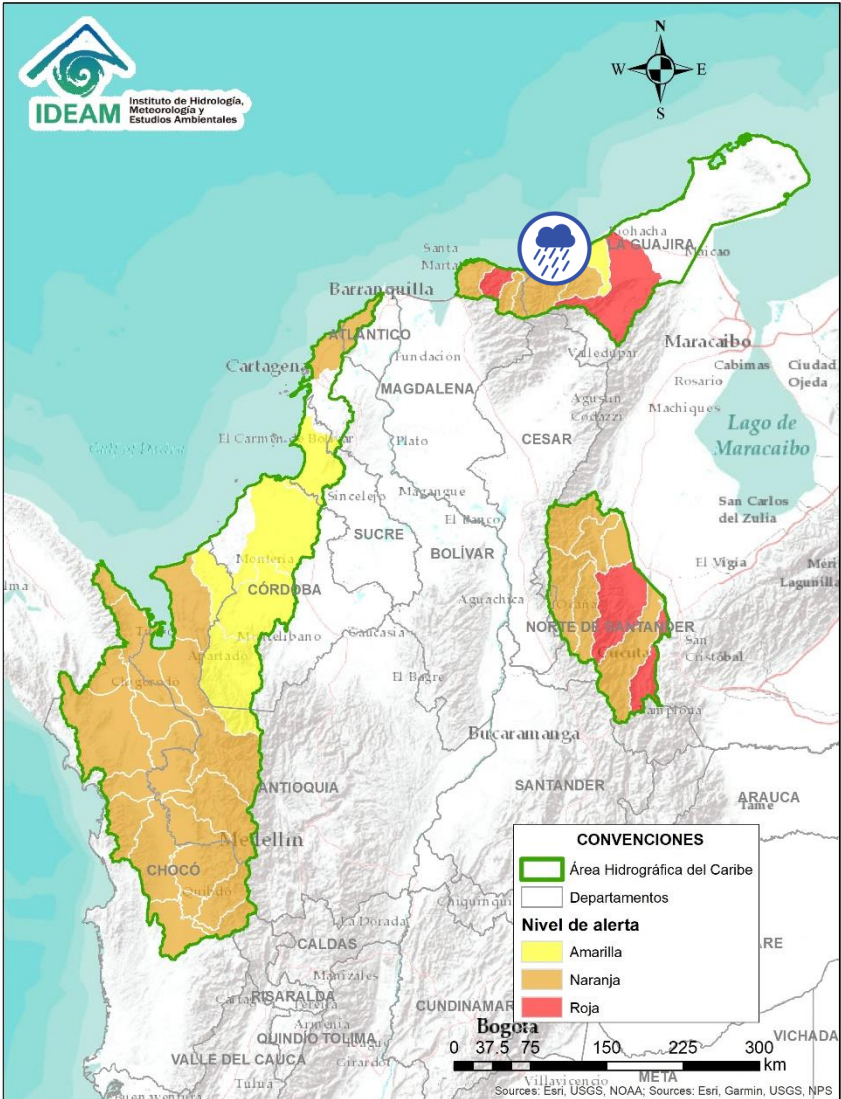 IDEAM
Instituto de Hidrología,
Meteorología y
Estudios Ambientales
N
W
E
S
Santa
Marta
LA GUAJIRA
Maicao
Barranquilla
ATLÁNTICO
Fundación
Valledupar
Maracaibo
Cabimas
Ciudad
Ojeda
Cartagena
MAGDALENA
Rosario
Machiques
Agustín
Codazzi
Lago de
Maracaibo
El Carmen de Bolívar
Plato
CESAR
Sincelejo
Magangue
San Carlos
del Zulia
SUCRE
El Banco
BOLÍVAR
Montería
El Vigía
CÓRDOBA
Aguachica
Ocaña
Montelíbano
Caucasia
NORTE DE SANTANDER
San
Cristóbal
Apartadó
Cúcuta
Chigorodó
El Bagre
Pamplona
Bucaramanga
ANTIOQUIA
SANTANDER
ARAUCA
Tame
Medellín
CHOCÓ
Quibdó
La Dorada
CALDAS
Manizales
RISARALDA
Pereira
Armenia
QUINDÍO
TOLIMA
Ibagué
Girardot
VALLE DEL CAUCA
Tuluá
Bogotá
VICHADA
META
Villavicencio
CONVENCIONES
Área Hidrográfica del Caribe
Departamentos
Nivel de alerta
Amarilla
Naranja
Roja
0 37.5 75 150 225 300
km
Sources: Esri, USGS, NOAA; Sources: Esri, Garmin, USGS, NPS